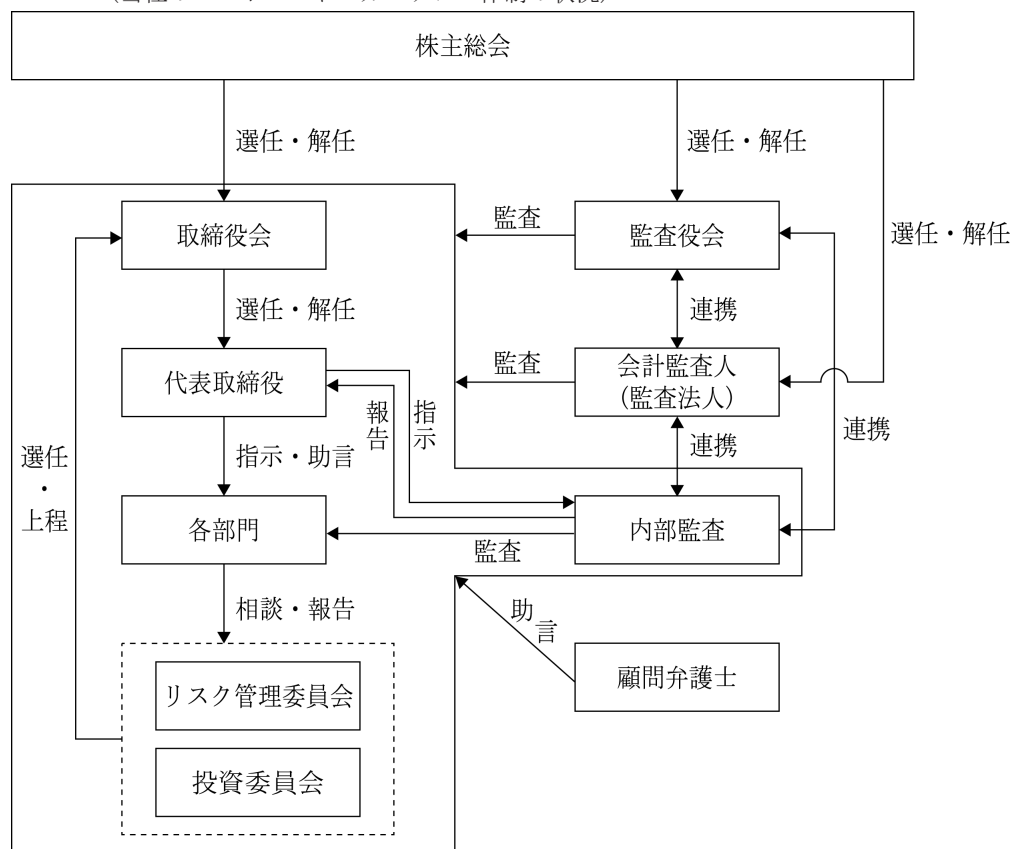 株主総会
選任・解任
選任・解任
選任・解任
取締役会
監査
監査役会
選任・解任
連携
代表取締役
監査
会計監査人
(監査法人)
報告
指示
連携
選任・上程
指示・助言
連携
各部門
内部監査
監査
相談・報告
助言
顧問弁護士
リスク管理委員会
投資委員会